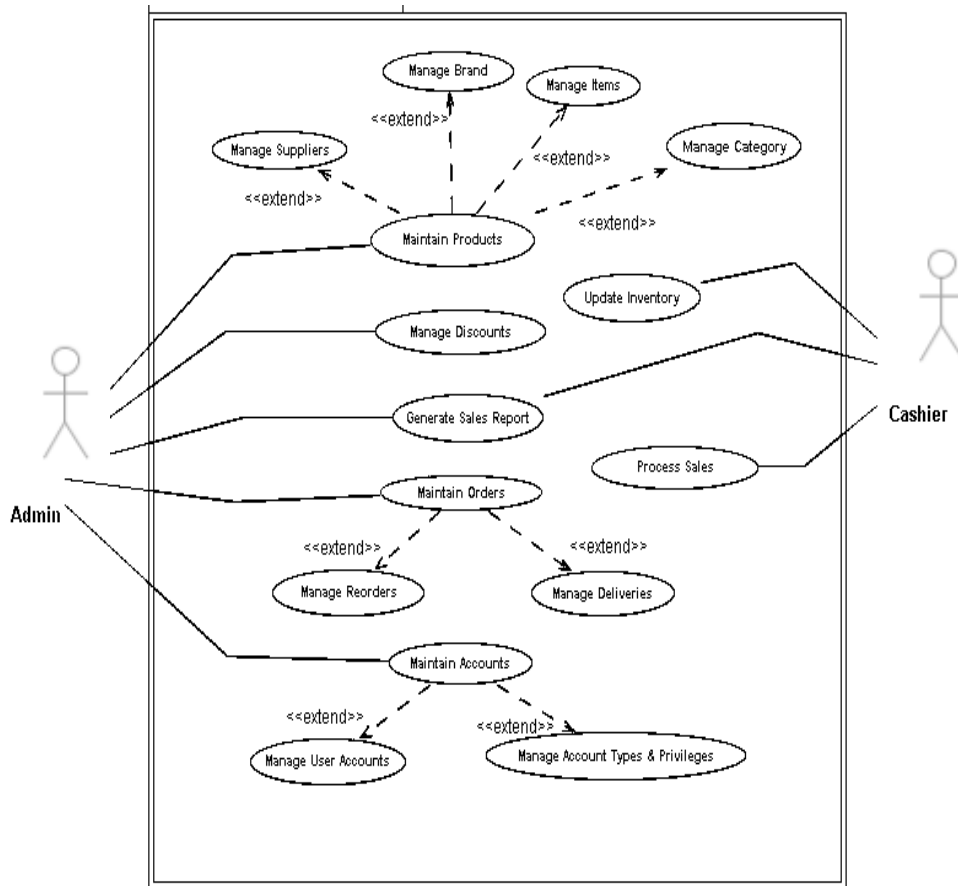 Manage Brand
Manage Items
<<extend>>
Manage Suppliers
<<extend>>
Manage Category
<<extend>>
<<extend>>
Maintain Products
Update Inventory
Manage Discounts
Generate Sales Report
Cashier
Process Sales
Maintain Orders
Admin
<<extend>>
<<extend>>
Manage Reorders
Manage Deliveries
Maintain Accounts
<<extend>>
<<extend>>
Manage User Accounts
Manage Account Types & Privileges